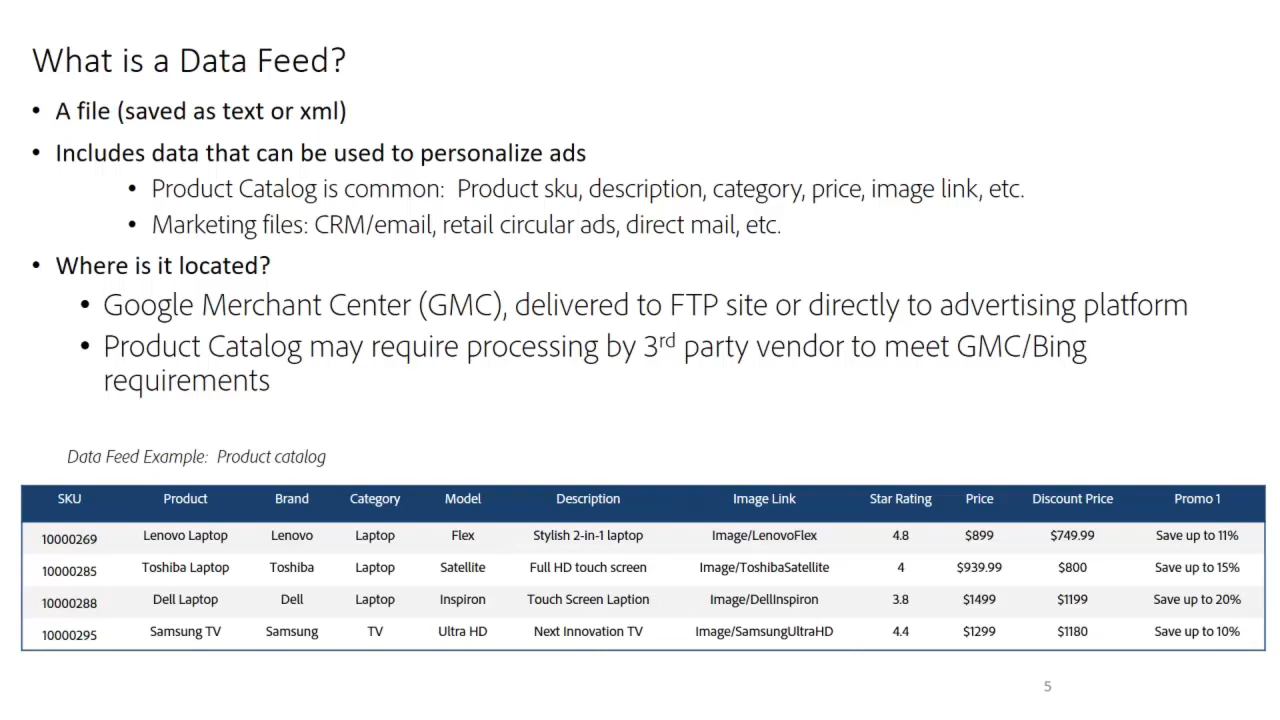 What is a Data Feed?
• A file (saved as text or xml)
• Includes data that can be used to personalize ads
• Product Catalog is common: Product sku, description, category, price, image link, etc.
• Marketing files: CRM/email, retail circular ads, direct mail, etc.
• Where is it located?
• Google Merchant Center (GMC), delivered to FTP site or directly to advertising platform
• Product Catalog may require processing by 3rd party vendor to meet GMC/Bing
requirements
Data Feed Example: Product catalog
SKU Product Brand Category Model Description Image Link Star Rating Price Discount Price Promo 1
10000269 Lenovo Laptop Lenovo Laptop Flex Stylish 2-in-1 laptop Image/LenovoFlex 4.8 $899 $749.99 Save up to 11%
10000285 Toshiba Laptop Toshiba Laptop Satellite Full HD touch screen Image/ToshibaSatellite 4 $939.99 $800 Save up to 15%
10000288 Dell Laptop Dell Laptop Inspiron Touch Screen Laption Image/DellInspiron 3.8 $1499 $1199 Save up to 20%
10000295 Samsung TV Samsung TV Ultra HD Next Innovation TV Image/SamsungUltraHD 4.4 $1299 $1180 Save up to 10%
5